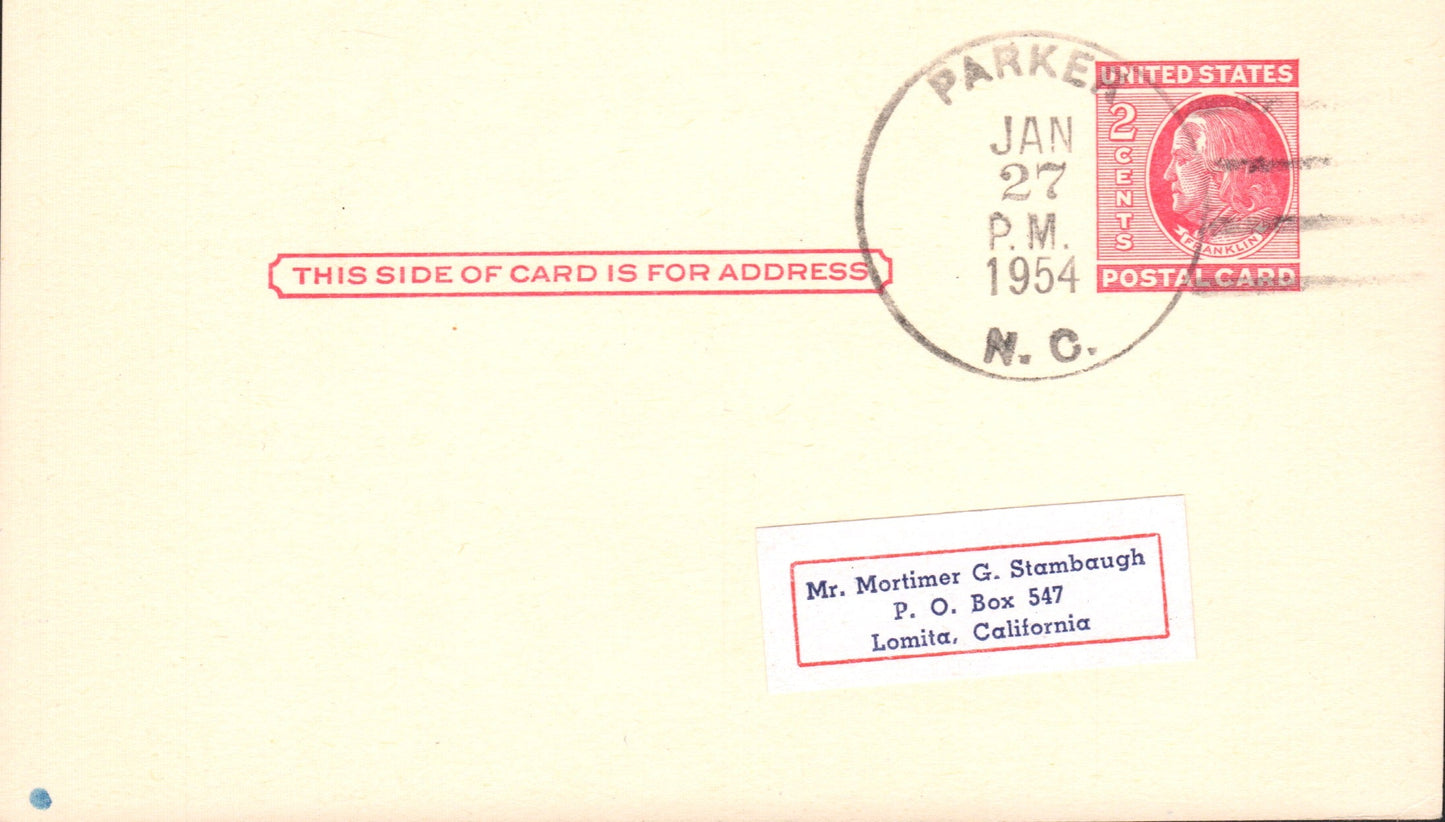 PARKER
JAN
27
P.M.
1954
N. C.
UNITED STATES
2 CENTS
FRANKLIN
POSTAL CARD
THIS SIDE OF CARD IS FOR ADDRESS
Mr. Mortimer G. Stambaugh
P. O. Box 547
Lomita, California